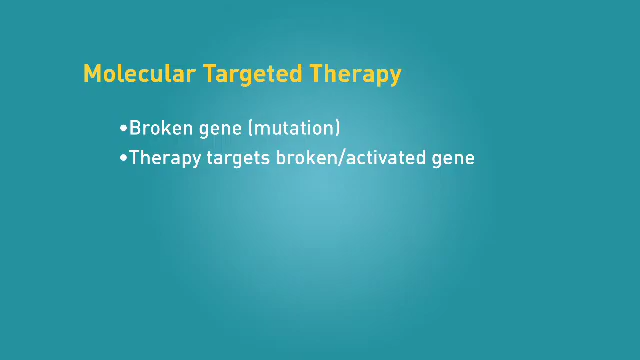 Molecular Targeted Therapy
•Broken gene (mutation)
•Therapy targets broken/activated gene